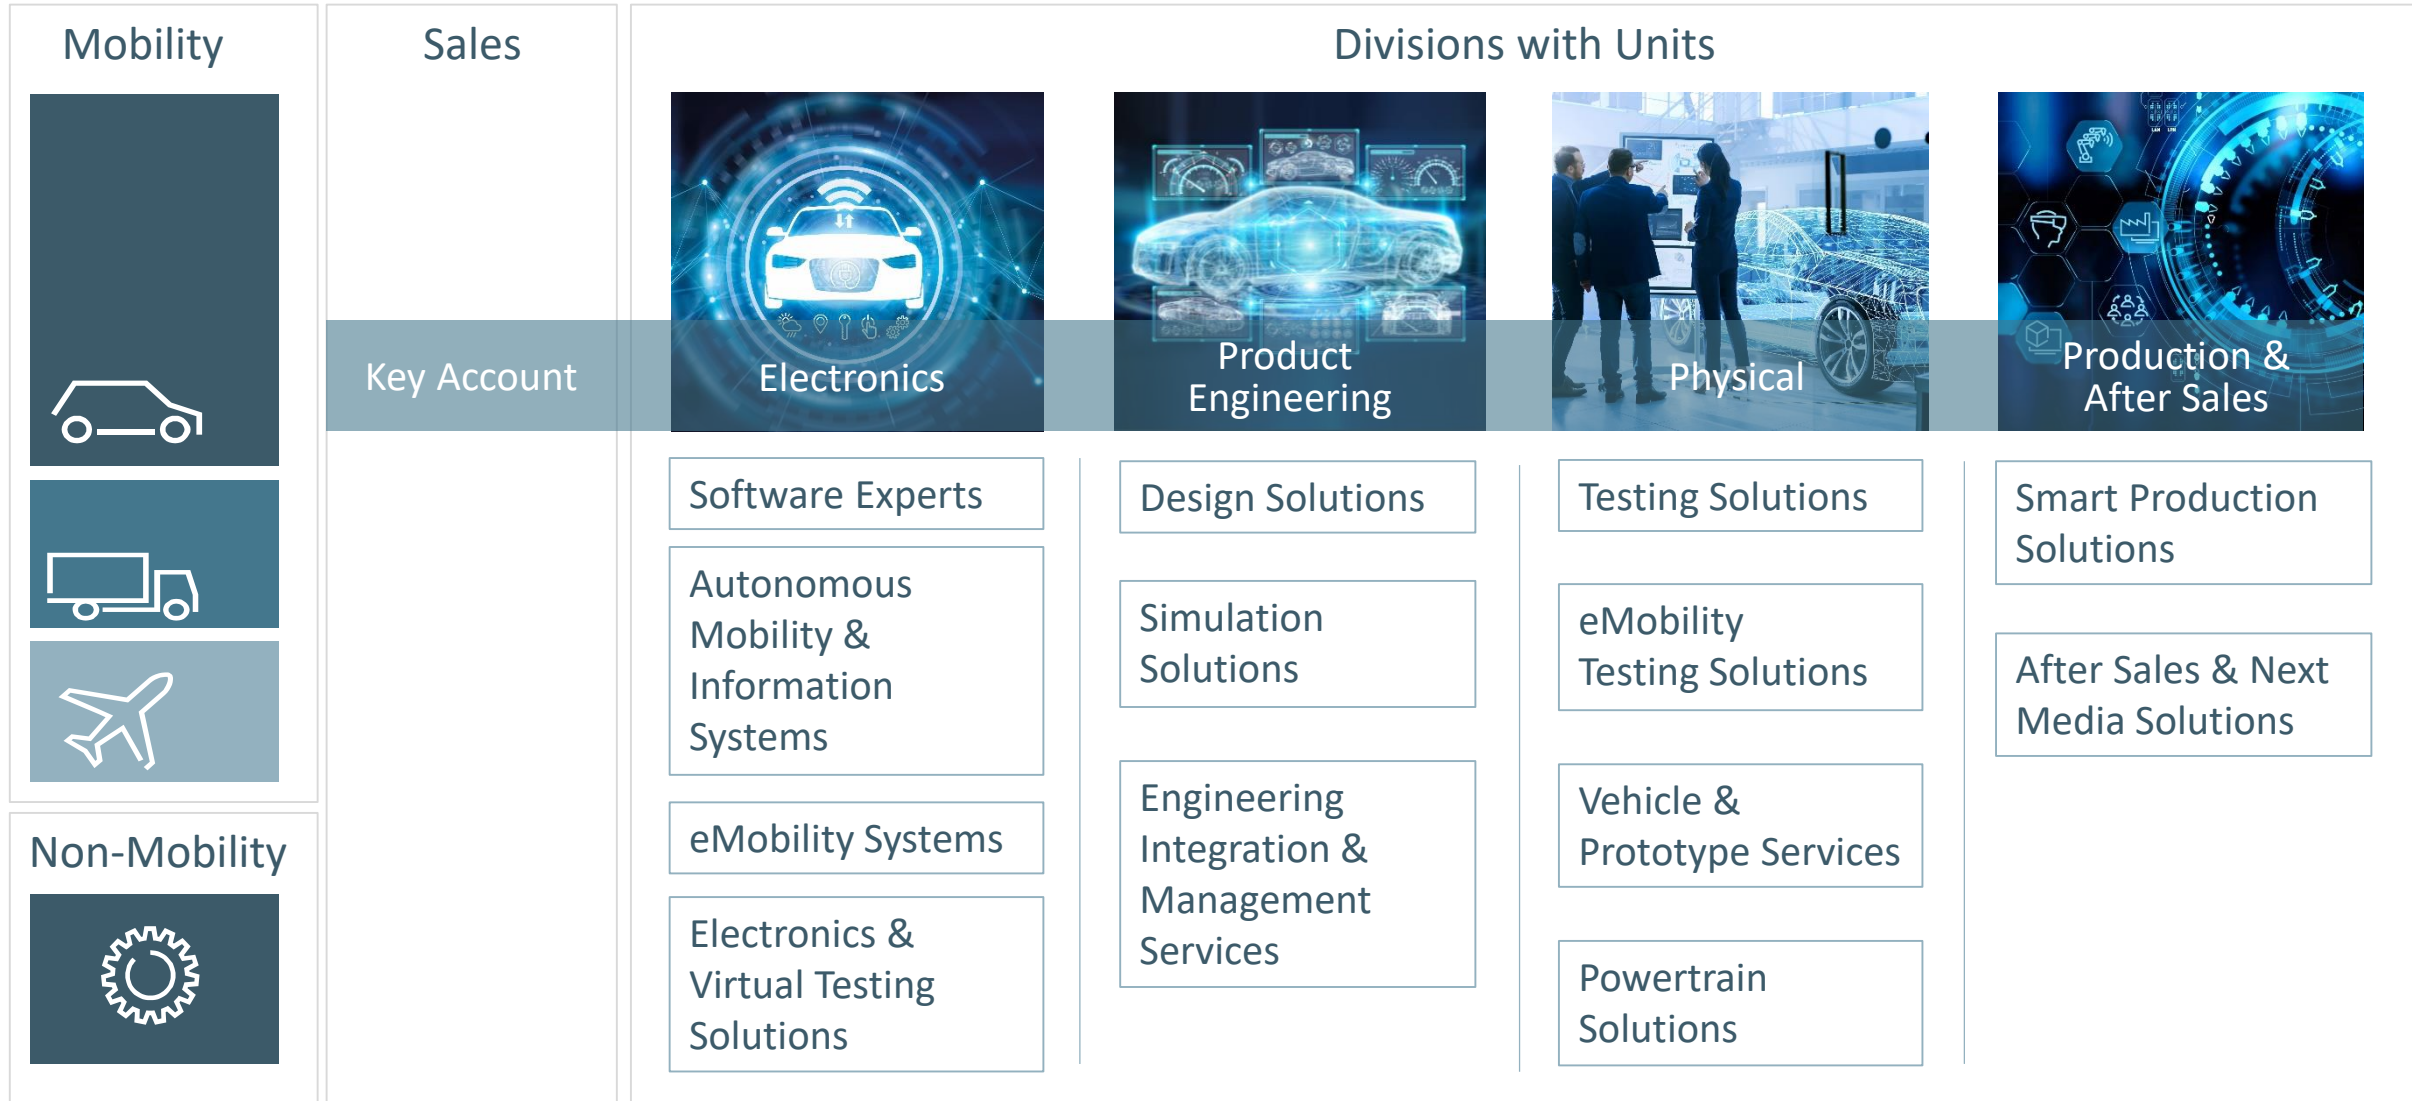 Mobility
Sales
Divisions with Units
Key Account
Electronics
Product
Engineering
Physical
Production &
After Sales
Software Experts
Autonomous
Mobility &
Information
Systems
eMobility Systems
Electronics &
Virtual Testing
Solutions
Design Solutions
Simulation
Solutions
Engineering
Integration &
Management
Services
Testing Solutions
eMobility
Testing Solutions
Vehicle &
Prototype Services
Powertrain
Solutions
Smart Production
Solutions
After Sales & Next
Media Solutions
Non-Mobility